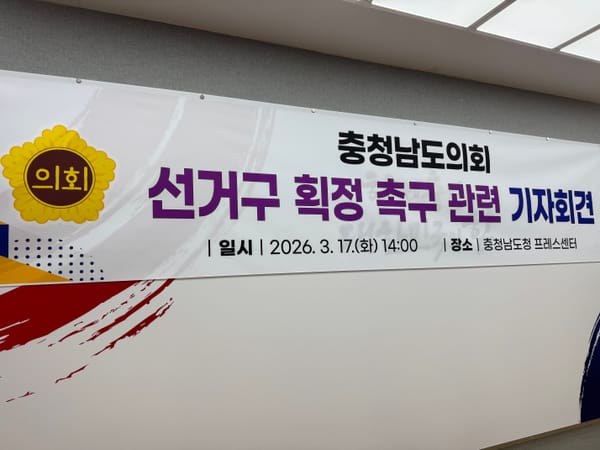 의회
충청남도의회
선거구 획정 촉구 관련 기자회견
| 일시 | 2026. 3. 17.(화) 14:00 | 장소 | 충청남도청 프레스센터